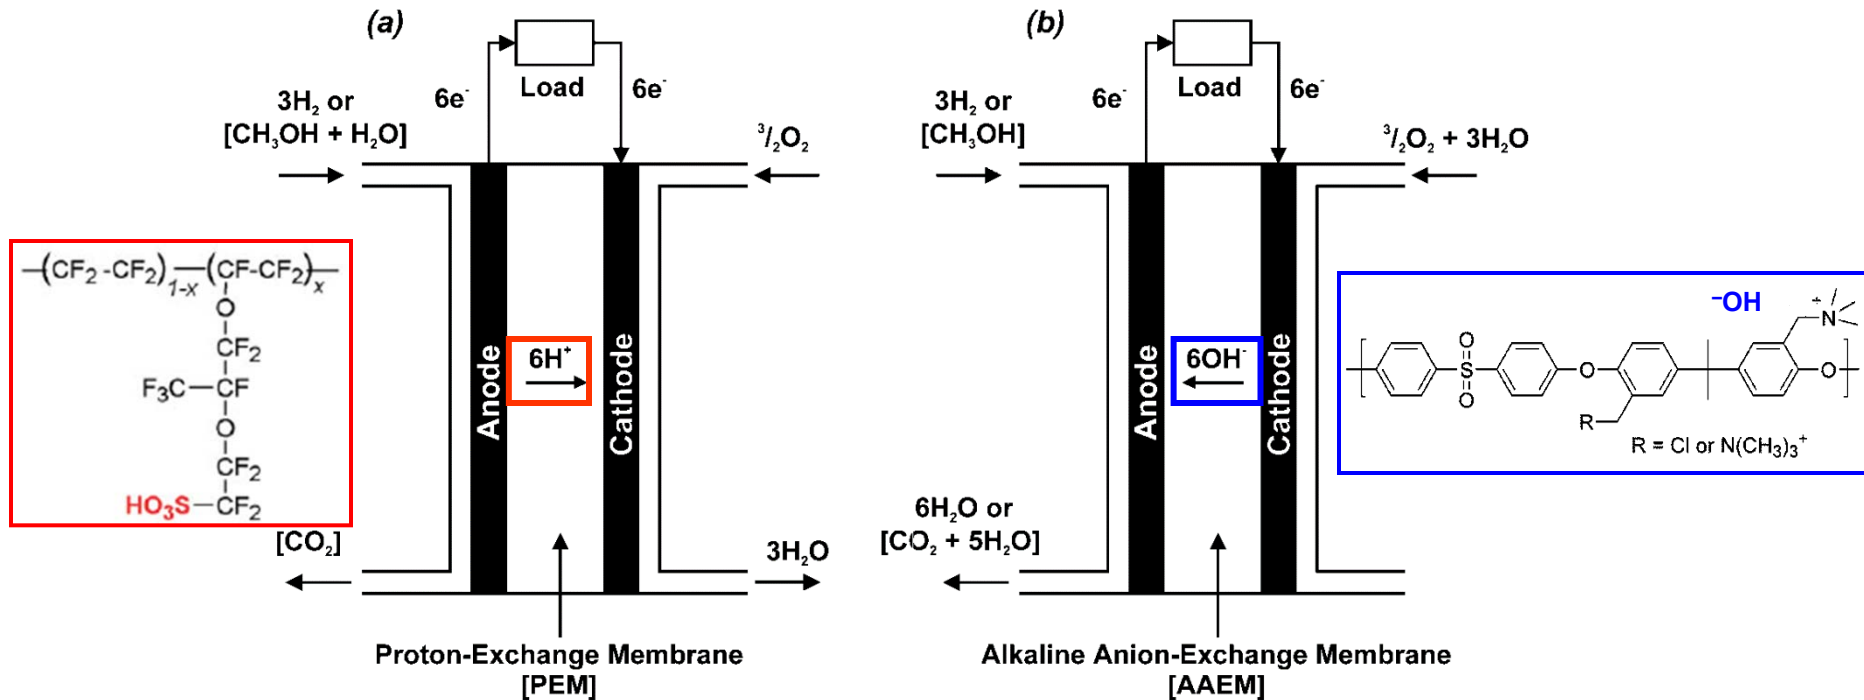 (a)
Load
6e⁻
6e⁻
3H₂ or
[CH₃OH + H₂O]
³/₂O₂
—(CF₂-CF₂)₁₋ₓ—(CF-CF₂)ₓ—
O
CF₂
F₃C—CF
O
CF₂
HO₃S—CF₂
Anode
6H⁺
Cathode
[CO₂]
3H₂O
Proton-Exchange Membrane
[PEM]
(b)
Load
6e⁻
6e⁻
3H₂ or
[CH₃OH]
³/₂O₂ + 3H₂O
Anode
6OH⁻
Cathode
⁻OH
+
N
O
S
O
O
O
R
R = Cl or N(CH₃)₃⁺
6H₂O or
[CO₂ + 5H₂O]
Alkaline Anion-Exchange Membrane
[AAEM]